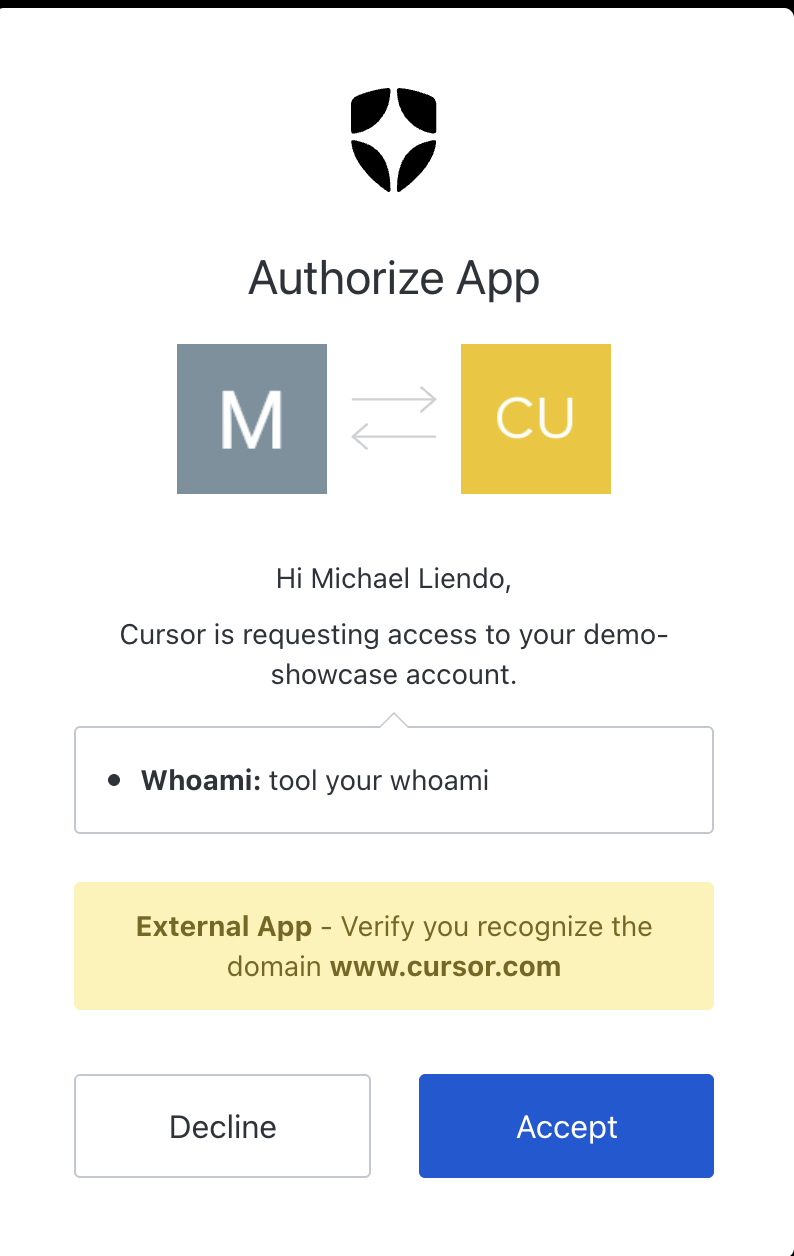 Authorize App
M
CU
Hi Michael Liendo,
Cursor is requesting access to your demo-
showcase account.
• Whoami: tool your whoami
External App - Verify you recognize the
domain www.cursor.com
Decline
Accept